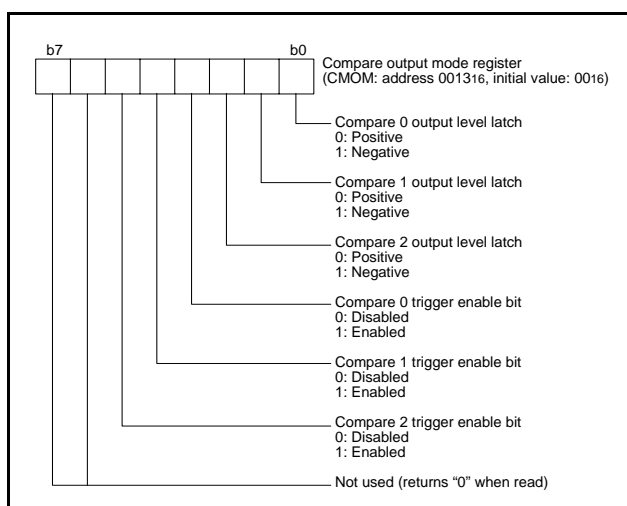 b7 b0
Compare output mode register
(CMOM: address 001316, initial value: 0016)
Compare 0 output level latch
0: Positive
1: Negative
Compare 1 output level latch
0: Positive
1: Negative
Compare 2 output level latch
0: Positive
1: Negative
Compare 0 trigger enable bit
0: Disabled
1: Enabled
Compare 1 trigger enable bit
0: Disabled
1: Enabled
Compare 2 trigger enable bit
0: Disabled
1: Enabled
Not used (returns “0” when read)